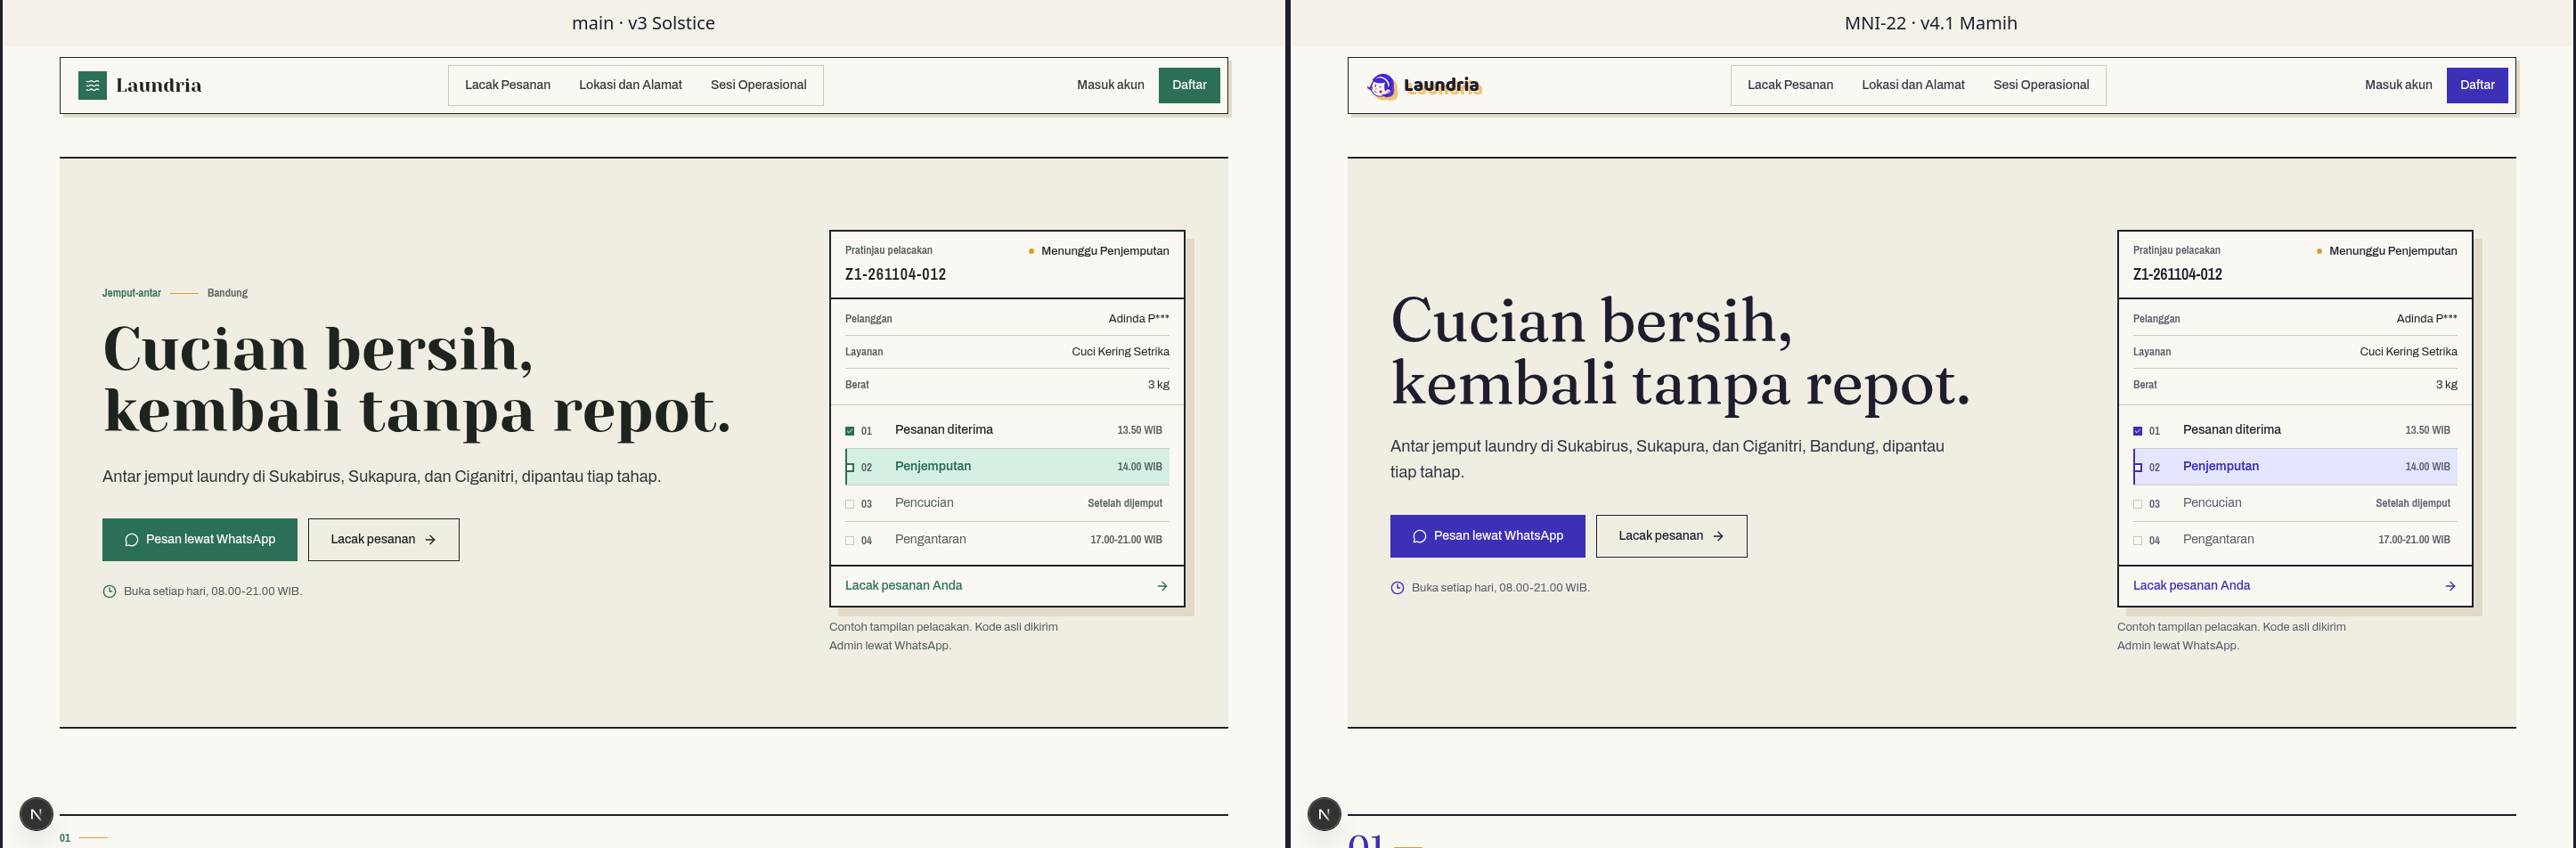 main · v3 Solstice
Laundria
Lacak Pesanan
Lokasi dan Alamat
Sesi Operasional
Masuk akun
Daftar
Jemput-antar
Bandung
Cucian bersih,
kembali tanpa repot.
Antar jemput laundry di Sukabirus, Sukapura, dan Ciganitri, dipantau tiap tahap.
Pesan lewat WhatsApp
Lacak pesanan
Buka setiap hari, 08.00-21.00 WIB.
Pratinjau pelacakan
Menunggu Penjemputan
Z1-261104-012
Pelanggan
Adinda P***
Layanan
Cuci Kering Setrika
Berat
3 kg
01 Pesanan diterima 13.50 WIB
02 Penjemputan 14.00 WIB
03 Pencucian Setelah dijemput
04 Pengantaran 17.00-21.00 WIB
Lacak pesanan Anda
Contoh tampilan pelacakan. Kode asli dikirim
Admin lewat WhatsApp.
N
01
MNI-22 · v4.1 Mamih
Laundria
Lacak Pesanan
Lokasi dan Alamat
Sesi Operasional
Masuk akun
Daftar
Cucian bersih,
kembali tanpa repot.
Antar jemput laundry di Sukabirus, Sukapura, dan Ciganitri, Bandung, dipantau
tiap tahap.
Pesan lewat WhatsApp
Lacak pesanan
Buka setiap hari, 08.00-21.00 WIB.
Pratinjau pelacakan
Menunggu Penjemputan
Z1-261104-012
Pelanggan
Adinda P***
Layanan
Cuci Kering Setrika
Berat
3 kg
01 Pesanan diterima 13.50 WIB
02 Penjemputan 14.00 WIB
03 Pencucian Setelah dijemput
04 Pengantaran 17.00-21.00 WIB
Lacak pesanan Anda
Contoh tampilan pelacakan. Kode asli dikirim
Admin lewat WhatsApp.
N
01